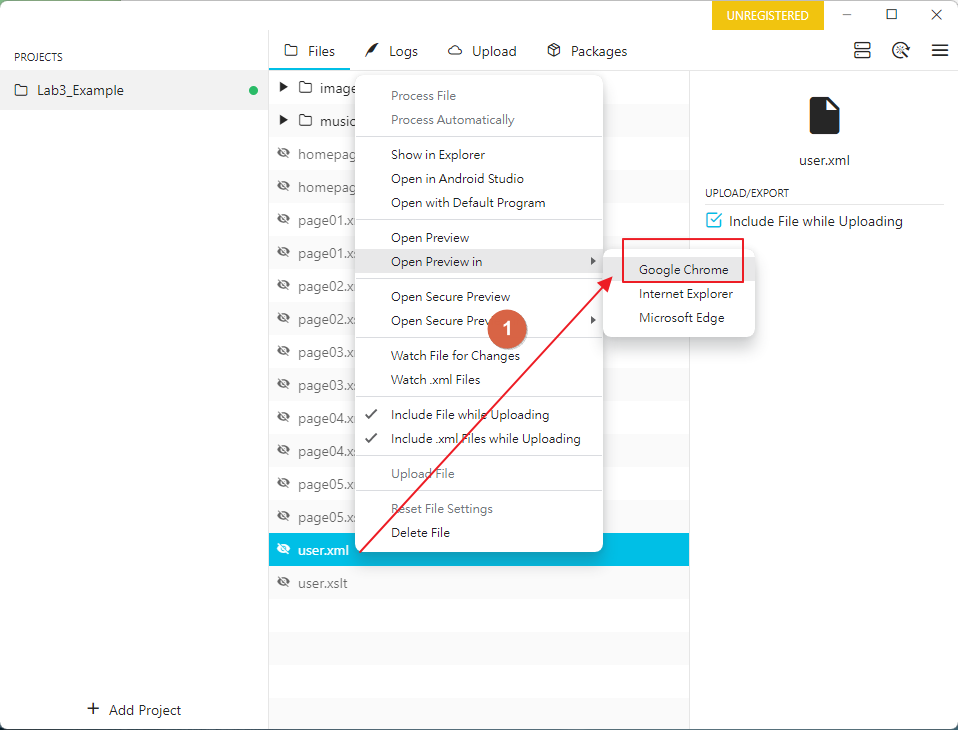 UNREGISTERED
PROJECTS
Lab3_Example
Add Project
Files
Logs
Upload
Packages
image
music
homepag
homepag
page01.x
page01.xs
page02.x
page02.xs
page03.x
page03.xs
page04.x
page04.xs
page05.x
page05.xs
user.xml
user.xslt
Process File
Process Automatically
Show in Explorer
Open in Android Studio
Open with Default Program
Open Preview
Open Preview in
Open Secure Preview
Open Secure Prev
Watch File for Changes
Watch .xml Files
Include File while Uploading
Include .xml Files while Uploading
Upload File
Reset File Settings
Delete File
1
Google Chrome
Internet Explorer
Microsoft Edge
user.xml
UPLOAD/EXPORT
Include File while Uploading